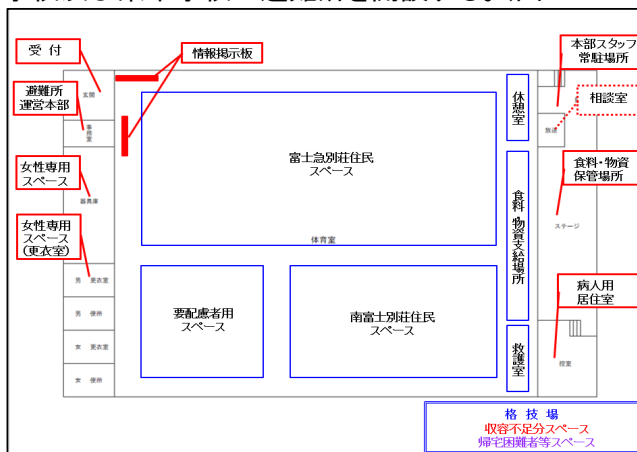 受 付
情報掲示板
本部スタッフ
常駐場所
玄関
避難所
運営本部
休憩室
相談室
事務室
放送
女性専用
スペース
富士急別荘住民
スペース
食料・物資
保管場所
器具庫
食料・物資支給場所
ステージ
女性専用
スペース
(更衣室)
体育室
男 更衣室
病人用
居住室
男 便所
要配慮者用
スペース
南富士別荘住民
スペース
女 更衣室
救護室
控室
女 便所
格 技 場
収容不足分スペース
帰宅困難者等スペース